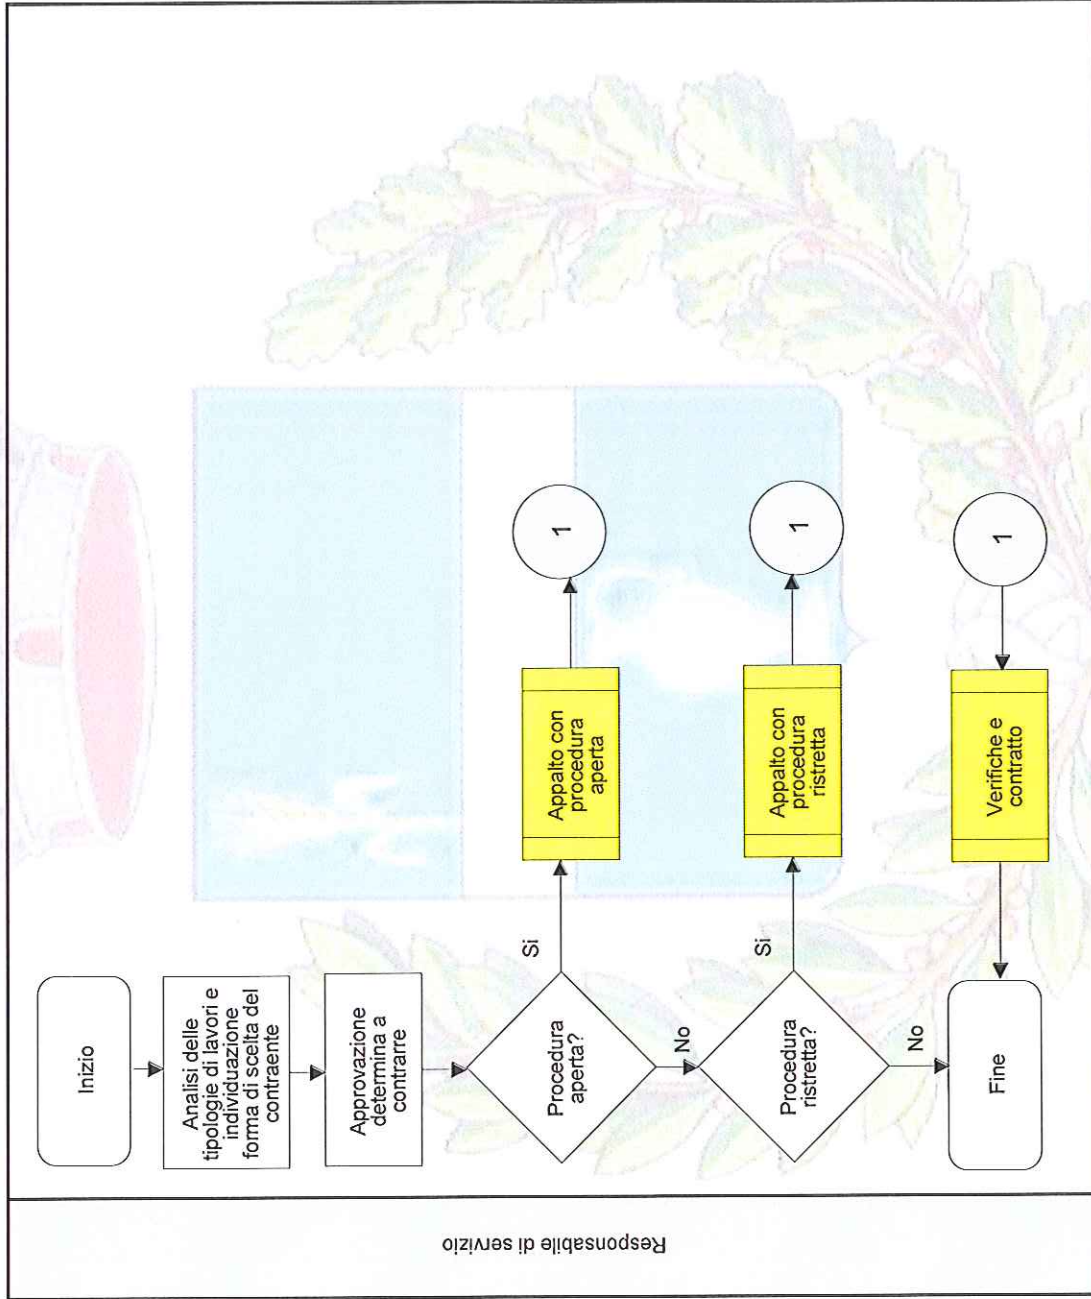 Responsabile di servizio
Inizio
Analisi delle
tipologie di lavori e
individuazione
forma di scelta del
contraente
Approvazione
determina a
contrarre
Procedura
aperta?
Si
Appalto con
procedura
aperta
1
No
Procedura
ristretta?
Si
Appalto con
procedura
ristretta
1
No
Fine
Verifiche e
contratto
1